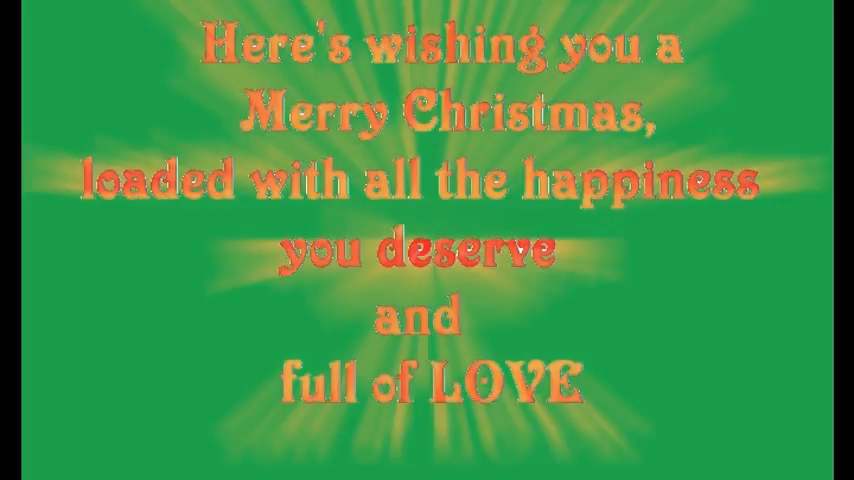 Here's wishing you a
Merry Christmas,
loaded with all the happiness
you deserve
and
full of LOVE